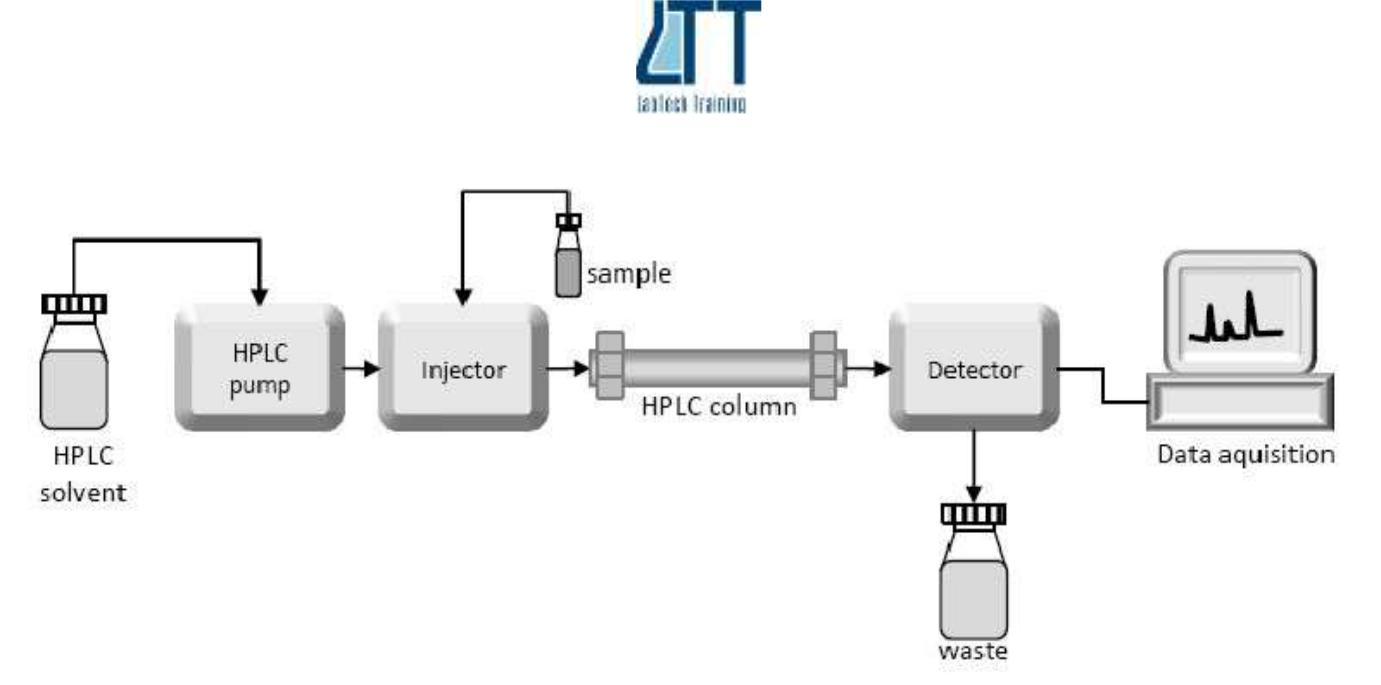 LTT
LabTech Training
sample
HPLC
pump
Injector
Detector
HPLC column
HPLC
solvent
Data aquisition
waste